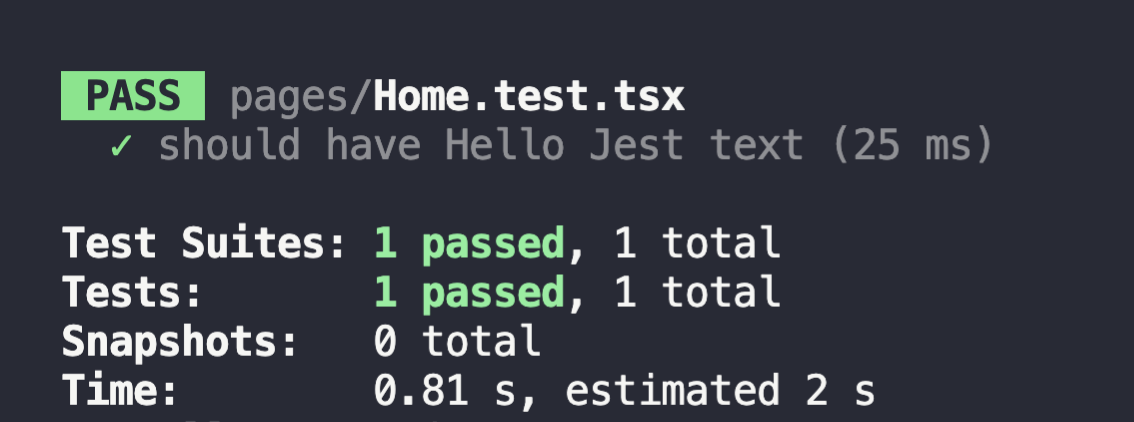 PASS pages/Home.test.tsx
✓ should have Hello Jest text (25 ms)
Test Suites: 1 passed, 1 total
Tests: 1 passed, 1 total
Snapshots: 0 total
Time: 0.81 s, estimated 2 s